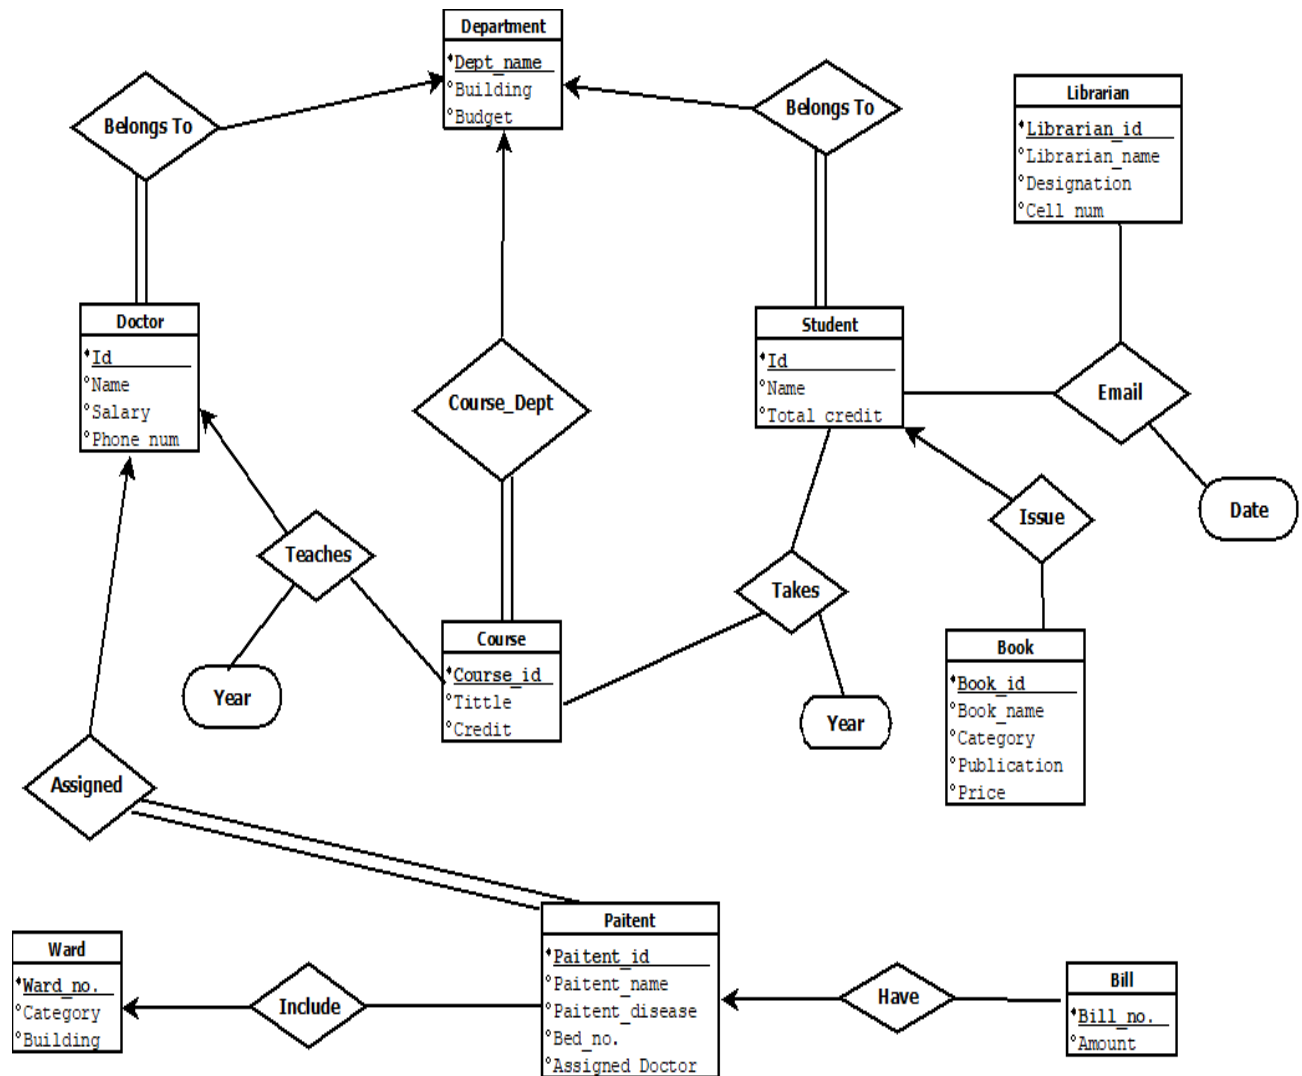 Department
Dept_name
Building
Budget
Belongs To
Belongs To
Librarian
Librarian_id
Librarian_name
Designation
Cell num
Doctor
Id
Name
Salary
Phone num
Student
Id
Name
Total credit
Course_Dept
Email
Date
Issue
Teaches
Takes
Year
Year
Course
Course_id
Tittle
Credit
Book
Book_id
Book_name
Category
Publication
Price
Assigned
Paitent
Paitent_id
Paitent_name
Paitent_disease
Bed_no.
Assigned Doctor
Ward
Ward_no.
Category
Building
Include
Have
Bill
Bill_no.
Amount